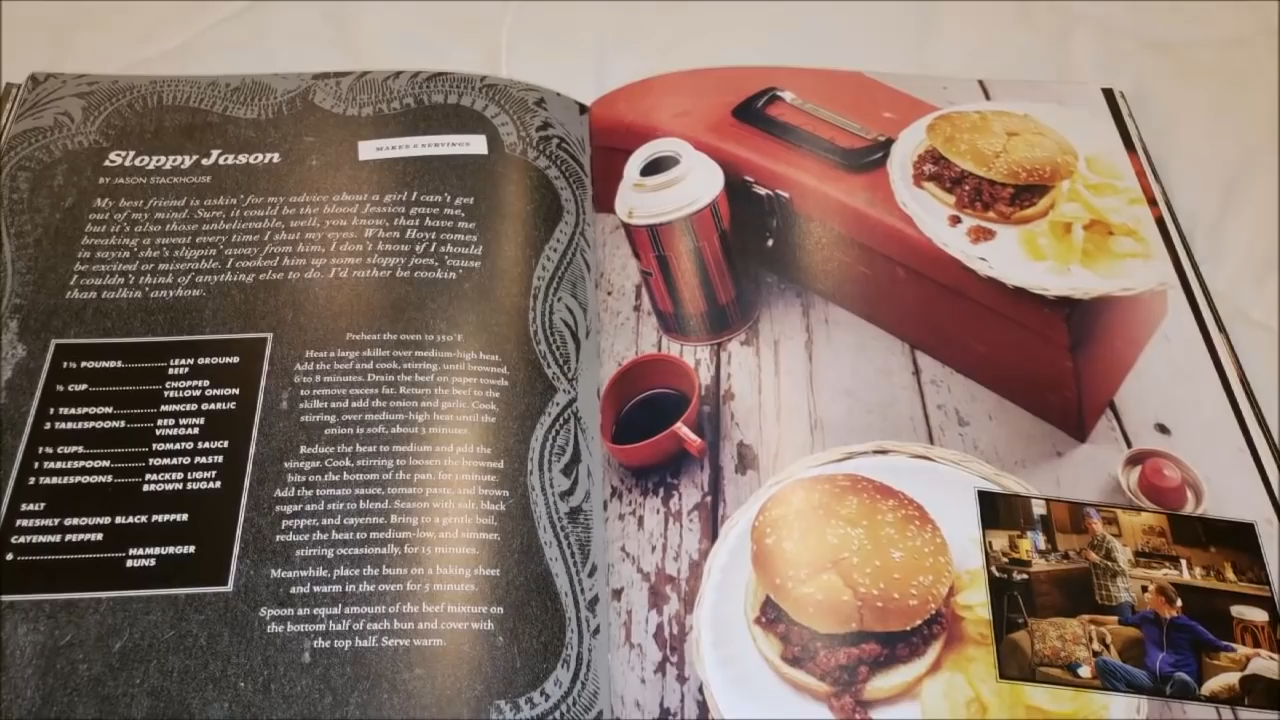 Sloppy Jason
MAKES 6 SERVINGS
BY JASON STACKHOUSE
My best friend is askin' for my advice about a girl I can't get
out of my mind. Sure, it could be the blood Jessica gave me,
but it's also those unbelievable, well, you know, that have me
breaking a sweat every time I shut my eyes. When Hoyt comes
in sayin' she's slippin' away from him, I don't know if I should
be excited or miserable. I cooked him up some sloppy joes, 'cause
I couldn't think of anything else to do. I'd rather be cookin'
than talkin' anyhow.
1½ POUNDS............. LEAN GROUND
BEEF
½ CUP...................... CHOPPED
YELLOW ONION
1 TEASPOON............. MINCED GARLIC
3 TABLESPOONS........ RED WINE
VINEGAR
1¾ CUPS................... TOMATO SAUCE
1 TABLESPOON.......... TOMATO PASTE
2 TABLESPOONS........ PACKED LIGHT
BROWN SUGAR
SALT
FRESHLY GROUND BLACK PEPPER
CAYENNE PEPPER
6 ................................ HAMBURGER
BUNS
Preheat the oven to 350°F.
Heat a large skillet over medium-high heat.
Add the beef and cook, stirring, until browned,
6 to 8 minutes. Drain the beef on paper towels
to remove excess fat. Return the beef to the
skillet and add the onion and garlic. Cook,
stirring, over medium-high heat until the
onion is soft, about 3 minutes.
Reduce the heat to medium and add the
vinegar. Cook, stirring to loosen the browned
bits on the bottom of the pan, for 1 minute.
Add the tomato sauce, tomato paste, and brown
sugar and stir to blend. Season with salt, black
pepper, and cayenne. Bring to a gentle boil,
reduce the heat to medium-low, and simmer,
stirring occasionally, for 15 minutes.
Meanwhile, place the buns on a baking sheet
and warm in the oven for 5 minutes.
Spoon an equal amount of the beef mixture on
the bottom half of each bun and cover with
the top half. Serve warm.